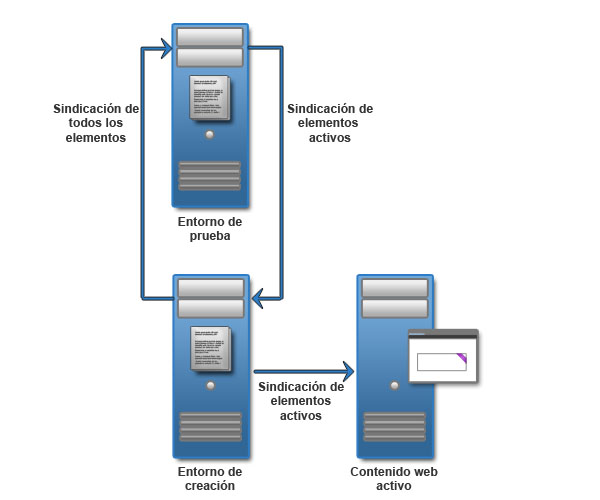 Sindicación de
todos los
elementos
Sindicación de
elementos
activos
Entorno de
prueba
Sindicación de
elementos
activos
Entorno de
creación
Contenido web
activo